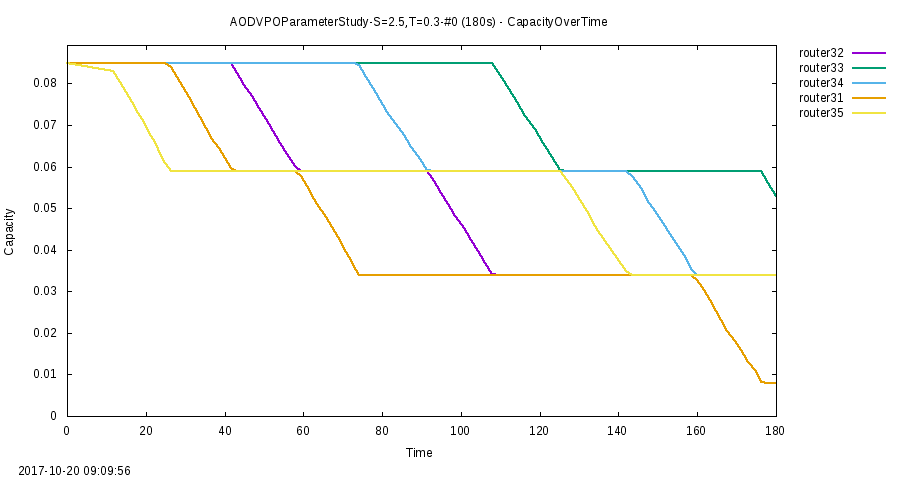 AODVPOParameterStudy-S=2.5,T=0.3-#0 (180s) - CapacityOverTime
router32
router33
router34
router31
router35
0.08
0.07
0.06
0.05
0.04
0.03
0.02
0.01
0
Capacity
0 20 40 60 80 100 120 140 160 180
Time
2017-10-20 09:09:56